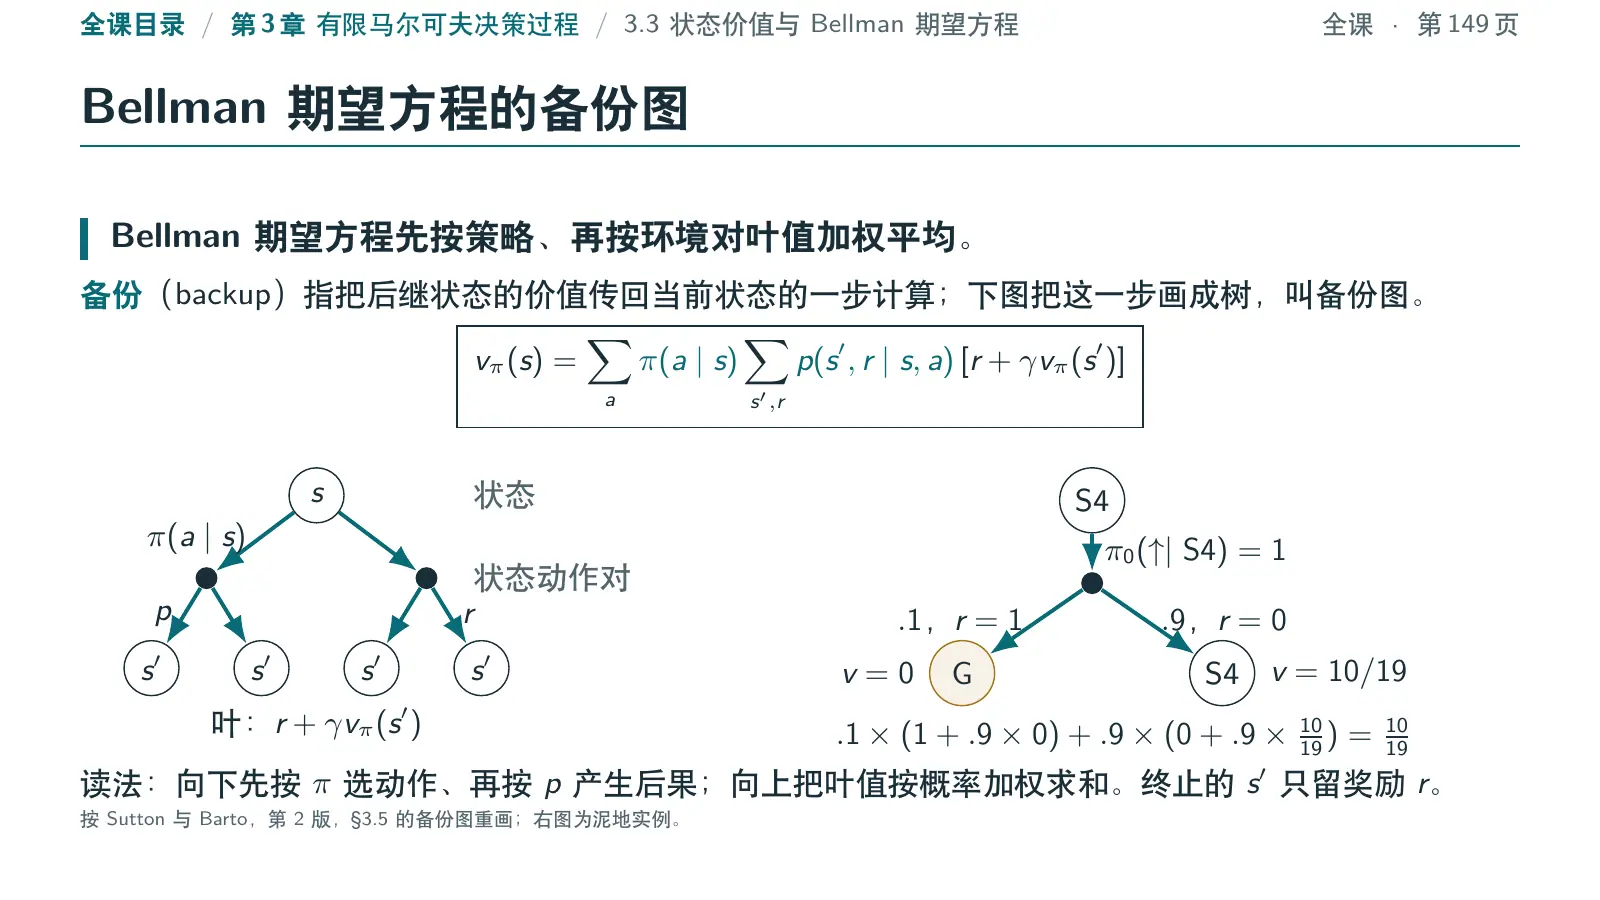 全课目录 / 第 3 章 有限马尔可夫决策过程 / 3.3 状态价值与 Bellman 期望方程 全课 · 第 149 页
Bellman 期望方程的备份图
Bellman 期望方程先按策略、再按环境对叶值加权平均。
备份（backup）指把后继状态的价值传回当前状态的一步计算；下图把这一步画成树，叫备份图。
vπ(s) = ∑a π(a | s) ∑s′,r p(s′, r | s, a) [r + γvπ(s′)]
s 状态
π(a | s)
状态动作对
p r
s′ s′ s′ s′
叶：r + γvπ(s′)
S4
π0(↑| S4) = 1
.1，r = 1 .9，r = 0
v = 0 G S4 v = 10/19
.1 × (1 + .9 × 0) + .9 × (0 + .9 × 10/19) = 10/19
读法：向下先按 π 选动作、再按 p 产生后果；向上把叶值按概率加权求和。终止的 s′ 只留奖励 r。
按 Sutton 与 Barto，第 2 版，§3.5 的备份图重画；右图为泥地实例。